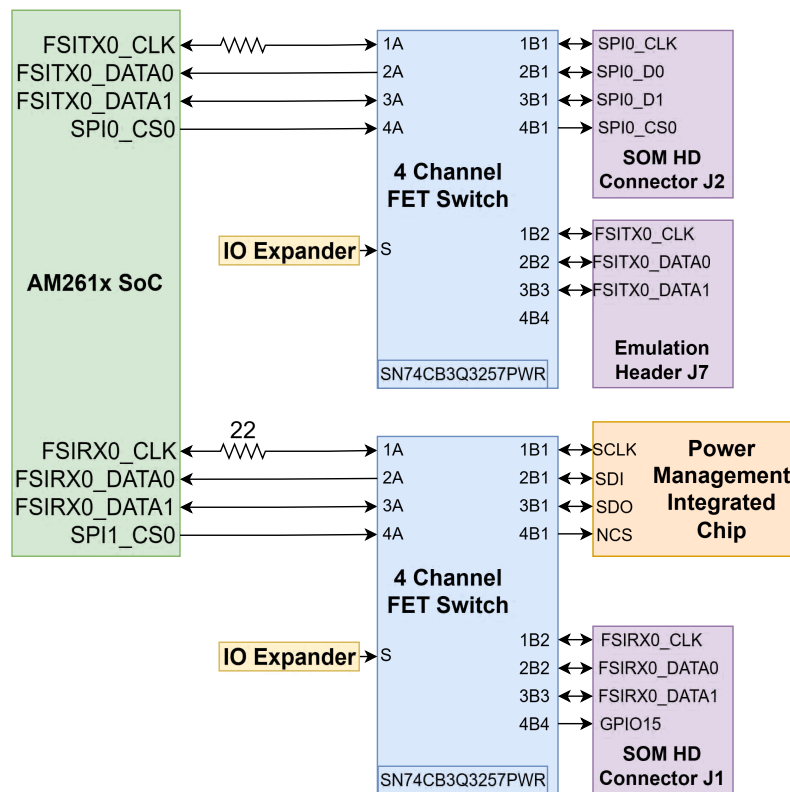 FSITX0_CLK
FSITX0_DATA0
FSITX0_DATA1
SPI0_CS0
AM261x SoC
IO Expander
1A
2A
3A
4A
1B1
2B1
3B1
4B1
4 Channel
FET Switch
S
1B2
2B2
3B3
4B4
SN74CB3Q3257PWR
SPI0_CLK
SPI0_D0
SPI0_D1
SPI0_CS0
SOM HD
Connector J2
FSITX0_CLK
FSITX0_DATA0
FSITX0_DATA1
Emulation
Header J7
FSIRX0_CLK
FSIRX0_DATA0
FSIRX0_DATA1
SPI1_CS0
22
IO Expander
1A
2A
3A
4A
1B1
2B1
3B1
4B1
4 Channel
FET Switch
S
1B2
2B2
3B3
4B4
SN74CB3Q3257PWR
SCLK
SDI
SDO
NCS
Power
Management
Integrated
Chip
FSIRX0_CLK
FSIRX0_DATA0
FSIRX0_DATA1
GPIO15
SOM HD
Connector J1